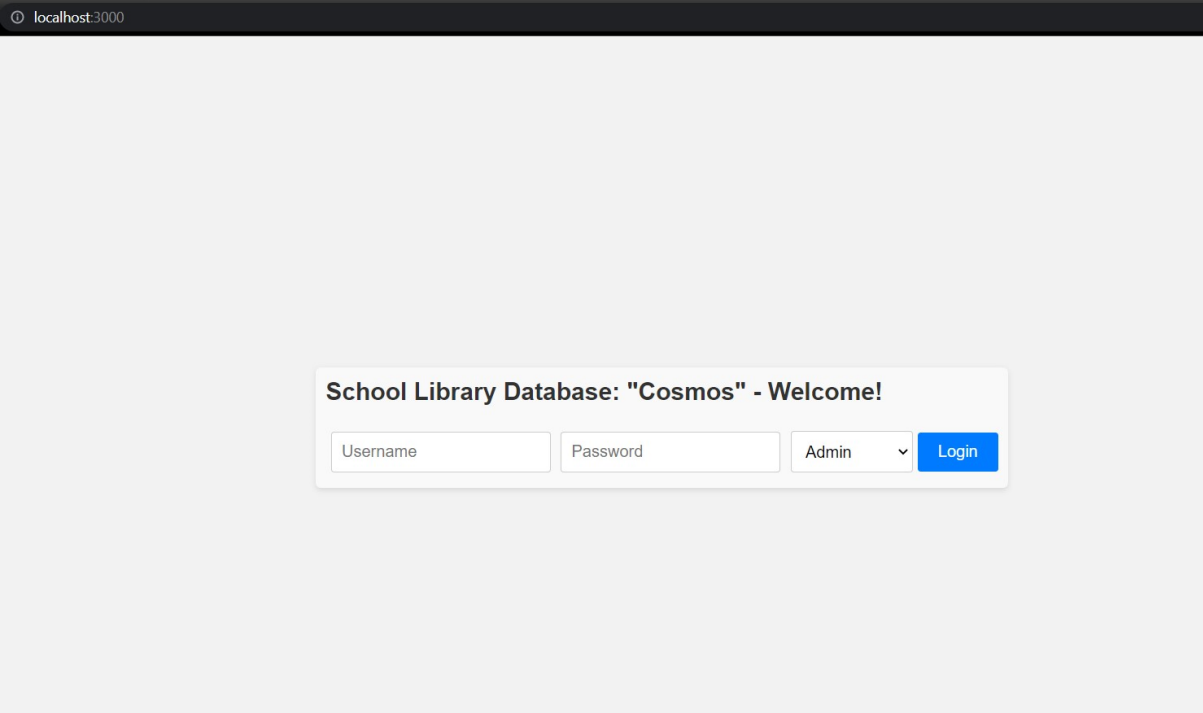 localhost:3000
School Library Database: "Cosmos" - Welcome!
Username Password Admin Login